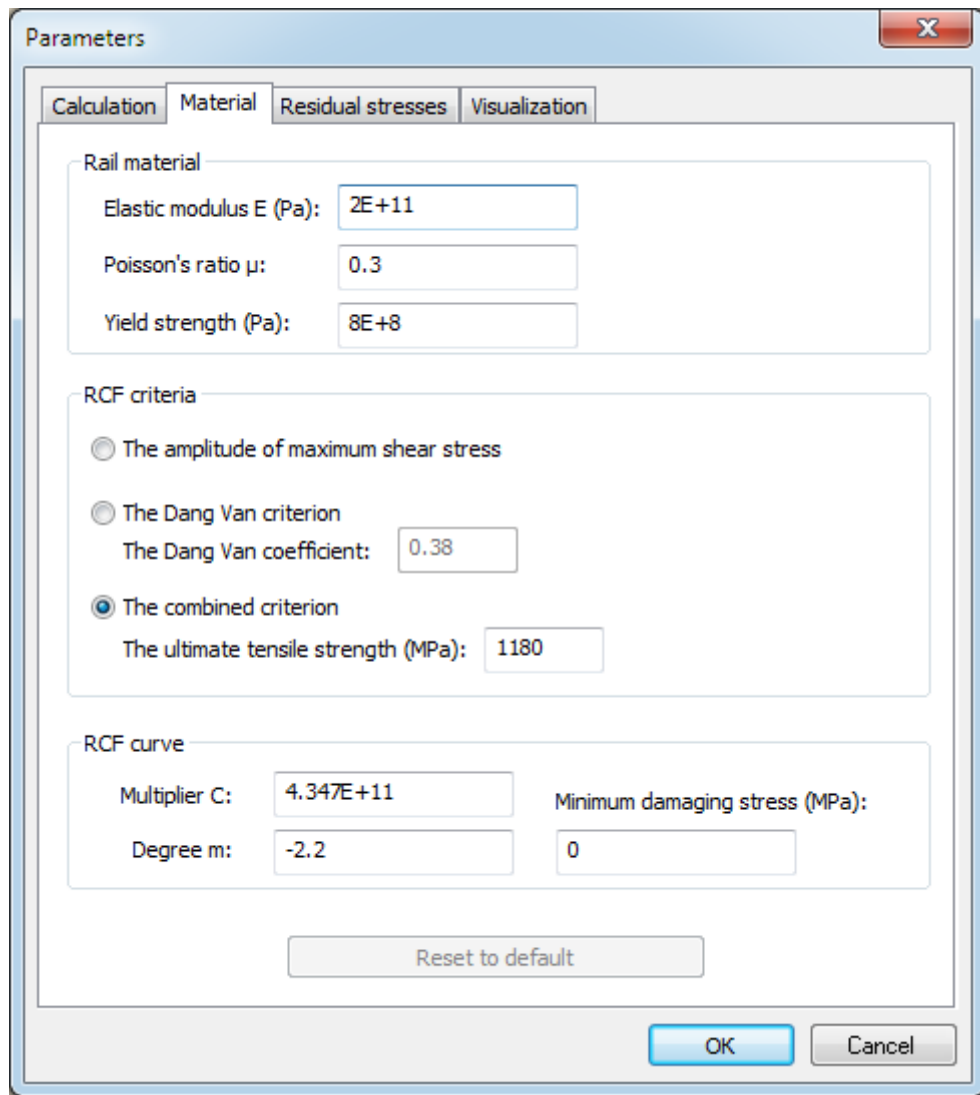 Parameters
Calculation Material Residual stresses Visualization
Rail material
Elastic modulus E (Pa): 2E+11
Poisson's ratio μ: 0.3
Yield strength (Pa): 8E+8
RCF criteria
The amplitude of maximum shear stress
The Dang Van criterion
The Dang Van coefficient: 0.38
The combined criterion
The ultimate tensile strength (MPa): 1180
RCF curve
Multiplier C: 4.347E+11
Minimum damaging stress (MPa):
Degree m: -2.2 0
Reset to default
OK Cancel